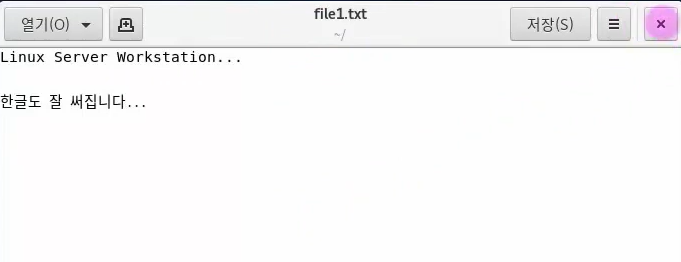 열기(O)
file1.txt
~/
저장(S)
Linux Server Workstation...
한글도 잘 써집니다...